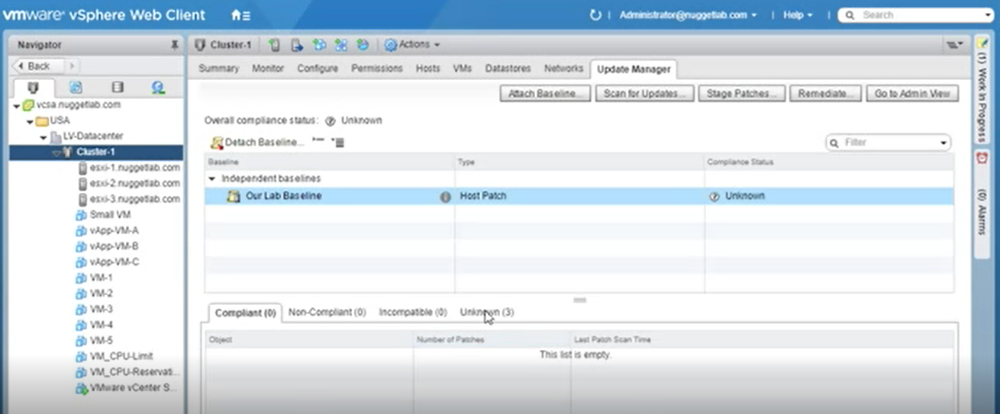 vmware® vSphere Web Client
Administrator@nuggetlab.com
Help
Search
Navigator
Back
vcsa.nuggetlab.com
USA
LV-Datacenter
Cluster-1
esxi-1.nuggetlab.com
esxi-2.nuggetlab.com
esxi-3.nuggetlab.com
Small VM
vApp-VM-A
vApp-VM-B
vApp-VM-C
VM-1
VM-2
VM-3
VM-4
VM-5
VM_CPU-Limit
VM_CPU-Reservati...
VMware vCenter S...
Cluster-1 Actions
Summary Monitor Configure Permissions Hosts VMs Datastores Networks Update Manager
Attach Baseline... Scan for Updates... Stage Patches... Remediate... Go to Admin View
Overall compliance status: Unknown
Detach Baseline... Filter
Baseline Type Compliance Status
Independent baselines
Our Lab Baseline Host Patch Unknown
Compliant (0) Non-Compliant (0) Incompatible (0) Unknown (3)
Object Number of Patches Last Patch Scan Time
This list is empty.
(1) Work In Progress
(0) Alarms